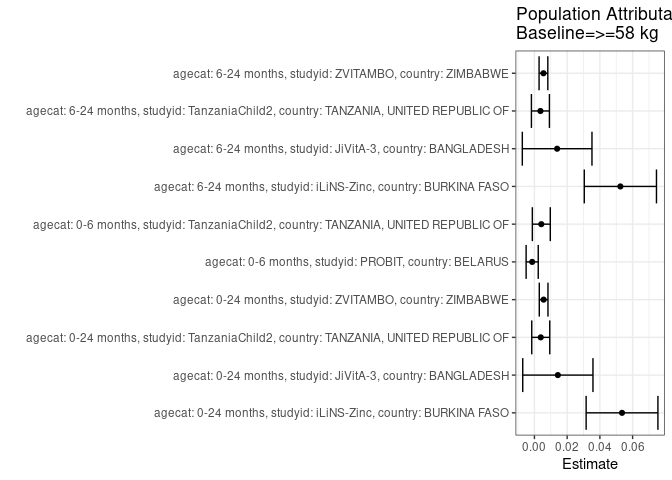 Population Attributa
Baseline=>=58 kg
agecat: 6-24 months, studyid: ZVITAMBO, country: ZIMBABWE
agecat: 6-24 months, studyid: TanzaniaChild2, country: TANZANIA, UNITED REPUBLIC OF
agecat: 6-24 months, studyid: JiVitA-3, country: BANGLADESH
agecat: 6-24 months, studyid: iLiNS-Zinc, country: BURKINA FASO
agecat: 0-6 months, studyid: TanzaniaChild2, country: TANZANIA, UNITED REPUBLIC OF
agecat: 0-6 months, studyid: PROBIT, country: BELARUS
agecat: 0-24 months, studyid: ZVITAMBO, country: ZIMBABWE
agecat: 0-24 months, studyid: TanzaniaChild2, country: TANZANIA, UNITED REPUBLIC OF
agecat: 0-24 months, studyid: JiVitA-3, country: BANGLADESH
agecat: 0-24 months, studyid: iLiNS-Zinc, country: BURKINA FASO
0.00 0.02 0.04 0.06
Estimate